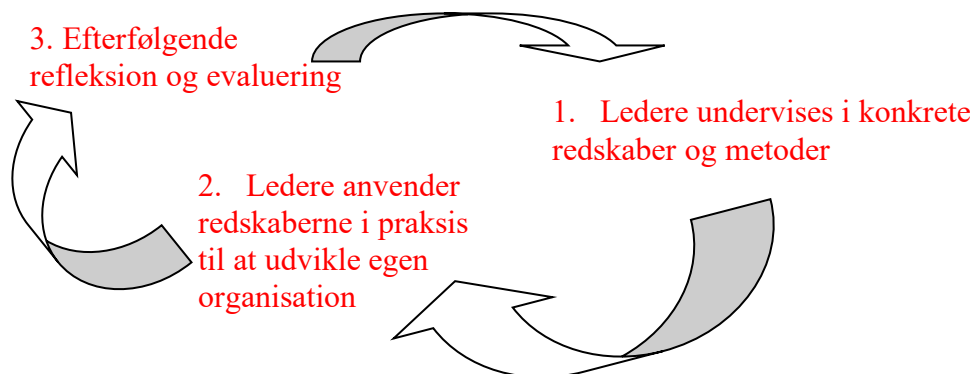 3. Efterfølgende
refleksion og evaluering
1. Ledere undervises i konkrete
redskaber og metoder
2. Ledere anvender
redskaberne i praksis
til at udvikle egen
organisation